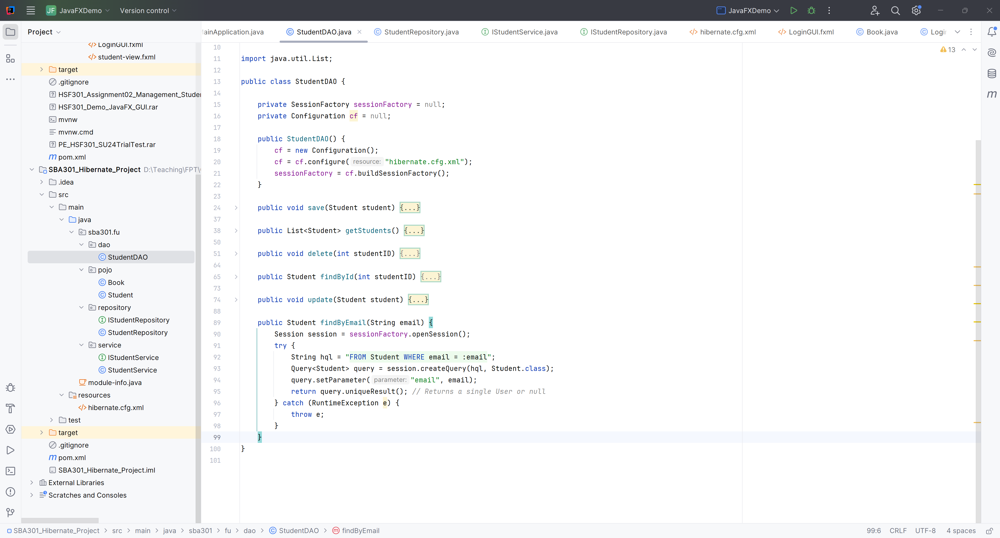 JF JavaFXDemo Version control JavaFXDemo
Project
MainApplication.java StudentDAO.java StudentRepository.java IStudentService.java IStudentRepository.java hibernate.cfg.xml LoginGUI.fxml Book.java Login
LoginGUI.fxml
student-view.fxml
target
.gitignore
HSF301_Assignment02_Management_Studen
HSF301_Demo_JavaFX_GUI.rar
mvnw
mvnw.cmd
PE_HSF301_SU24TrialTest.rar
pom.xml
SBA301_Hibernate_Project D:\Teaching\FPT\
.idea
src
main
java
sba301.fu
dao
StudentDAO
pojo
Book
Student
repository
IStudentRepository
StudentRepository
service
IStudentService
StudentService
module-info.java
resources
hibernate.cfg.xml
test
target
.gitignore
pom.xml
SBA301_Hibernate_Project.iml
External Libraries
Scratches and Consoles
13
10
11 import java.util.List;
12
13 public class StudentDAO {
14
15 private SessionFactory sessionFactory = null;
16 private Configuration cf = null;
17
18 public StudentDAO() {
19 cf = new Configuration();
20 cf = cf.configure( resource: "hibernate.cfg.xml");
21 sessionFactory = cf.buildSessionFactory();
22 }
23
24 public void save(Student student) {...}
37
38 public List<Student> getStudents() {...}
50
51 public void delete(int studentID) {...}
64
65 public Student findById(int studentID) {...}
73
74 public void update(Student student) {...}
88
89 public Student findByEmail(String email) {
90 Session session = sessionFactory.openSession();
91 try {
92 String hql = "FROM Student WHERE email = :email";
93 Query<Student> query = session.createQuery(hql, Student.class);
94 query.setParameter( parameter: "email", email);
95 return query.uniqueResult(); // Returns a single User or null
96 } catch (RuntimeException e) {
97 throw e;
98 }
99 }
100 }
101
SBA301_Hibernate_Project > src > main > java > sba301 > fu > dao > StudentDAO > findByEmail 99:6 CRLF UTF-8 4 spaces